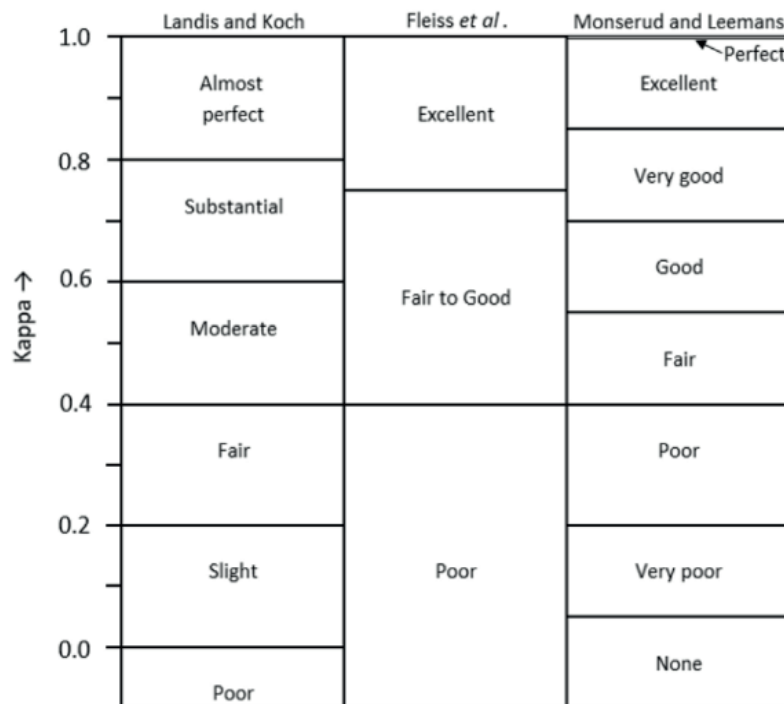 Landis and Koch
Fleiss et al.
Monserud and Leemans
1.0
Perfect
Almost
perfect
Excellent
Excellent
0.8
Very good
Substantial
0.6
Good
Fair to Good
Moderate
Fair
Kappa →
0.4
Fair
Poor
0.2
Slight
Poor
Very poor
0.0
None
Poor